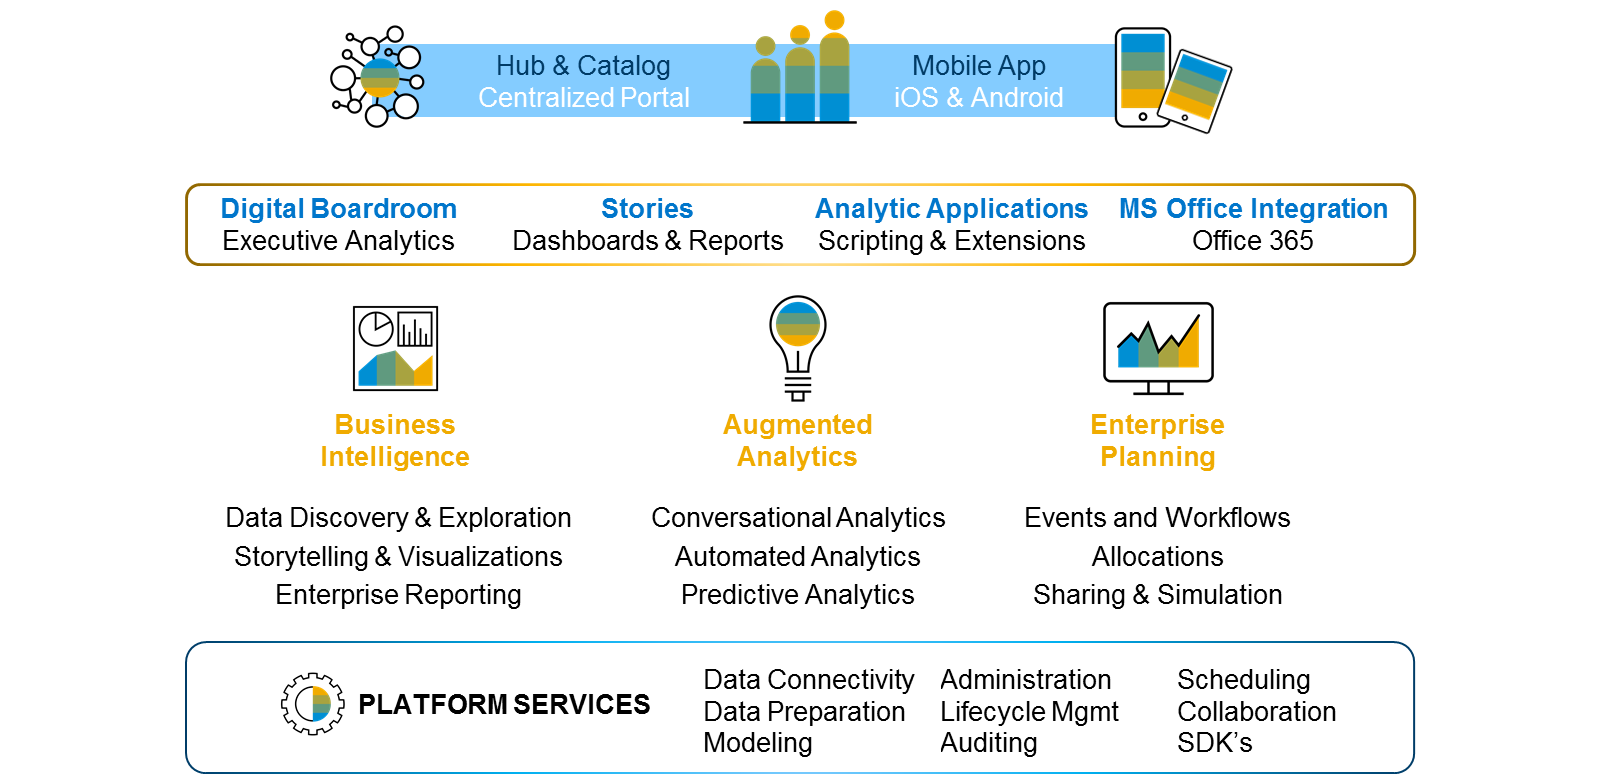 Hub & Catalog
Centralized Portal
Mobile App
iOS & Android
Digital Boardroom
Executive Analytics
Stories
Dashboards & Reports
Analytic Applications
Scripting & Extensions
MS Office Integration
Office 365
Business
Intelligence
Data Discovery & Exploration
Storytelling & Visualizations
Enterprise Reporting
Augmented
Analytics
Conversational Analytics
Automated Analytics
Predictive Analytics
Enterprise
Planning
Events and Workflows
Allocations
Sharing & Simulation
PLATFORM SERVICES
Data Connectivity
Data Preparation
Modeling
Administration
Lifecycle Mgmt
Auditing
Scheduling
Collaboration
SDK’s